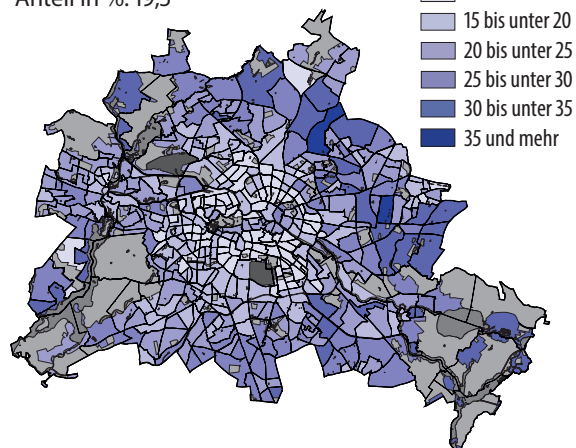 Anteil in %: 19,5
15 bis unter 20
20 bis unter 25
25 bis unter 30
30 bis unter 35
35 und mehr